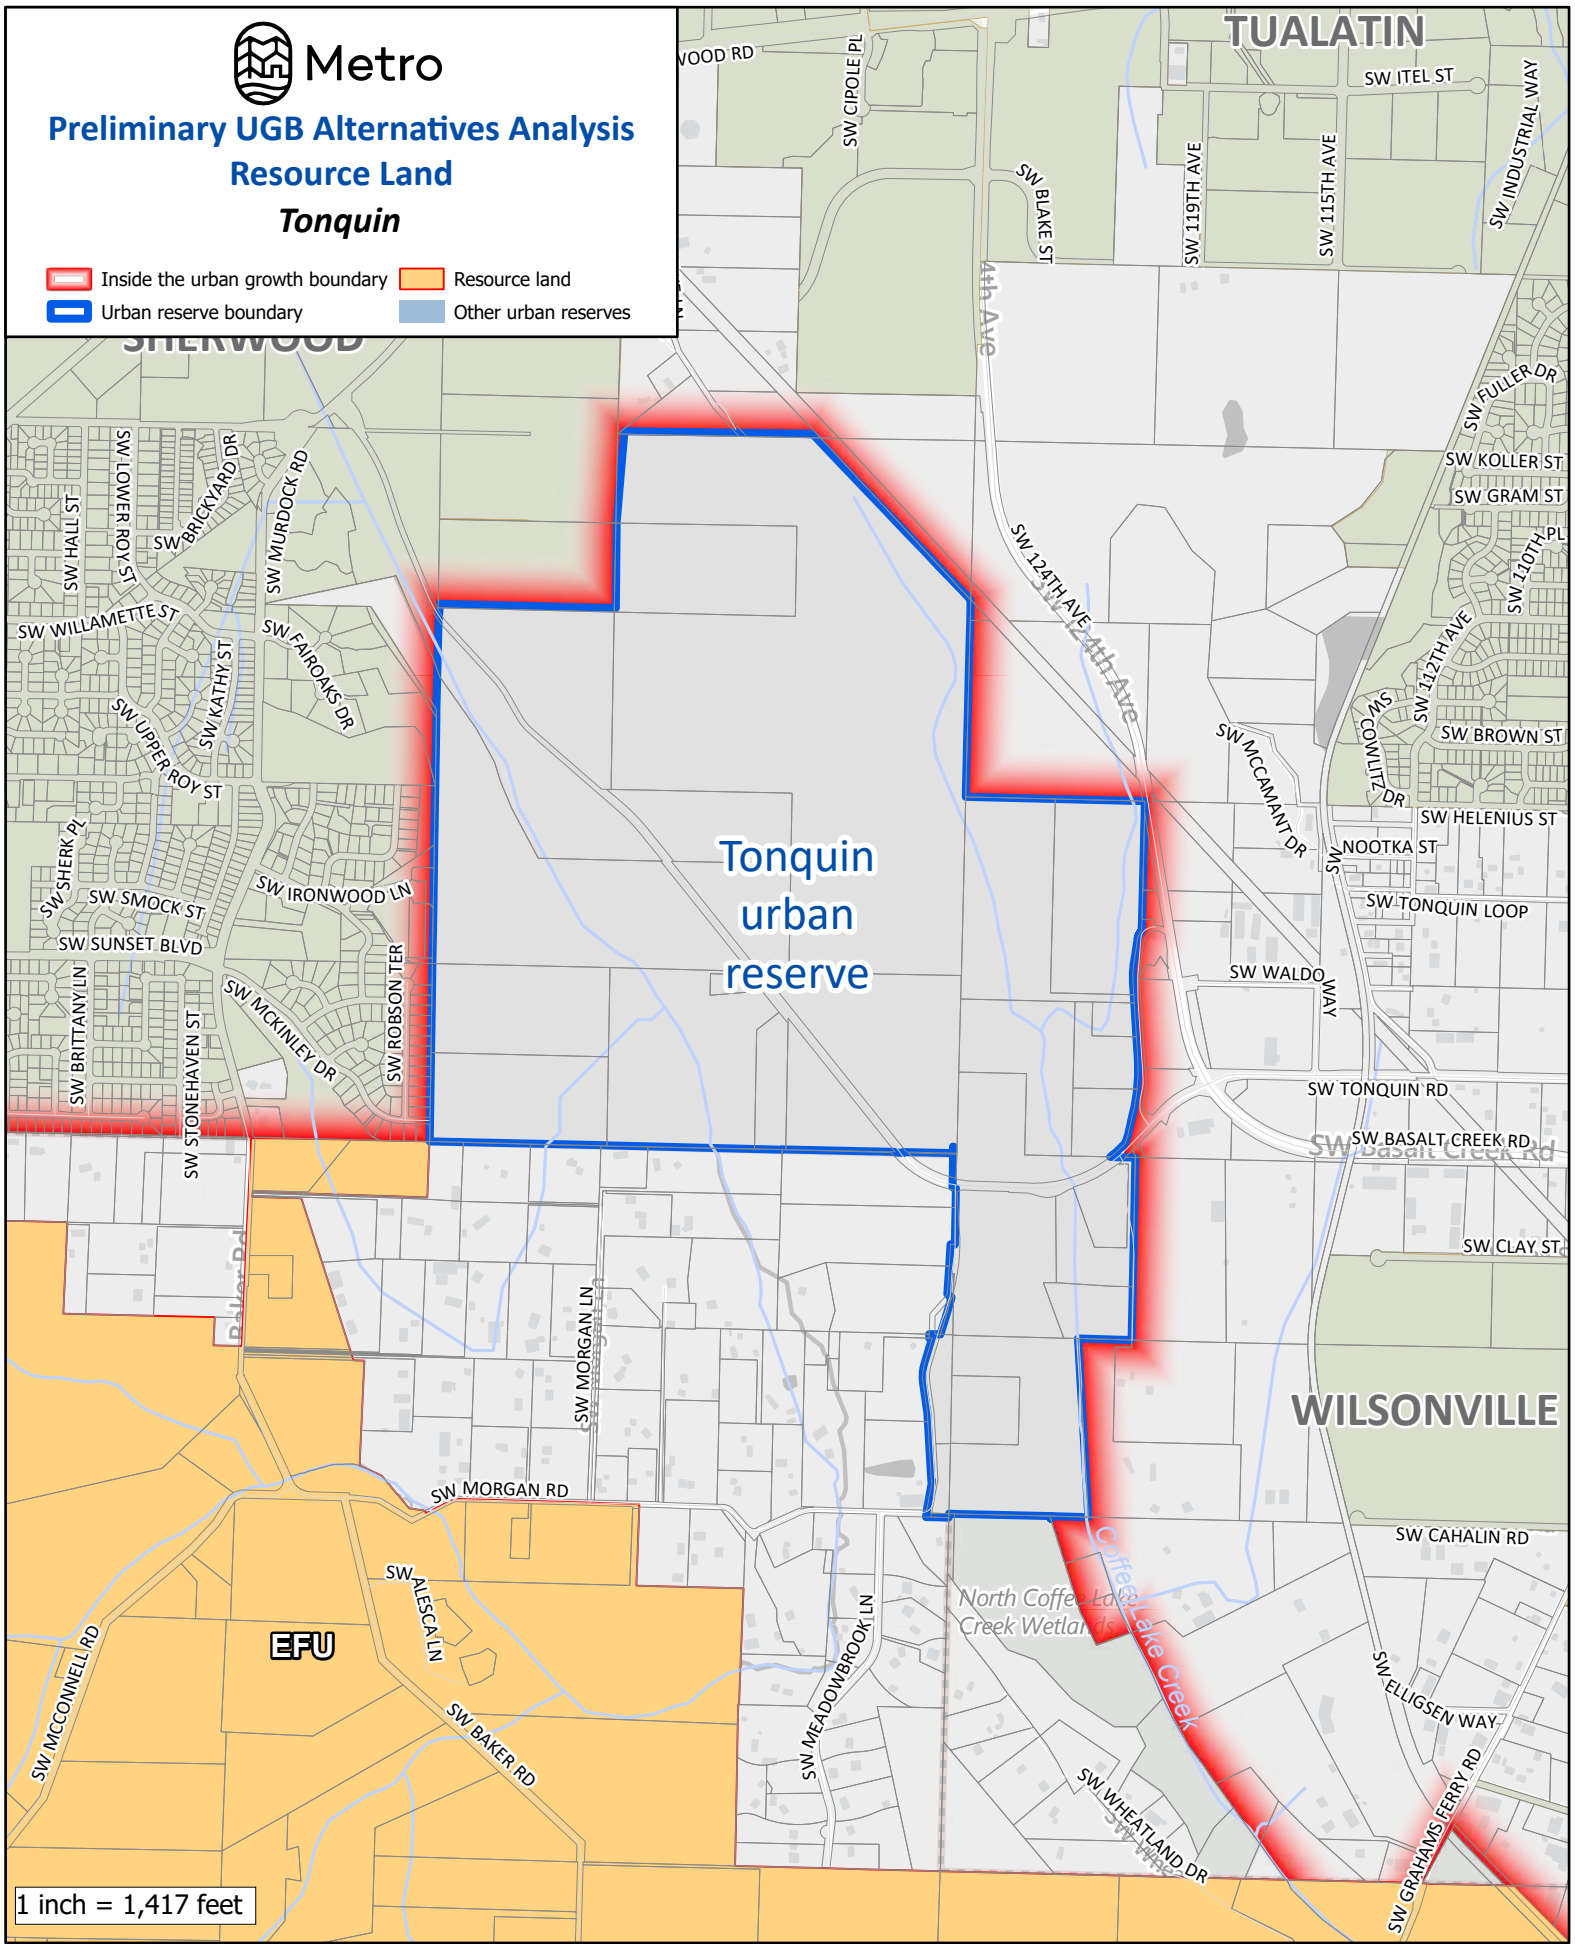 Metro
Preliminary UGB Alternatives Analysis
Resource Land
Tonquin
Inside the urban growth boundary
Resource land
Urban reserve boundary
Other urban reserves
TUALATIN
WOOD RD
SW CIPOLE PL
SW ITEL ST
SW INDUSTRIAL WAY
SW BLAKE ST
SW 119TH AVE
SW 115TH AVE
4th Ave
SHERWOOD
SW FULLER DR
SW KOLLER ST
SW GRAM ST
SW 110TH PL
SW HALL ST
SW LOWER ROY ST
SW BRICKYARD DR
SW MURDOCK RD
SW WILLAMETTE ST
SW KATHY ST
SW FAIROAKS DR
SW UPPER ROY ST
SW 124TH AVE
SW 124th Ave
SW 112TH AVE
SW COWLITZ DR
SW BROWN ST
SW MCCAMANT DR
SW HELENIUS ST
SW
NOOTKA ST
SW TONQUIN LOOP
SW SHERK PL
SW SMOCK ST
SW IRONWOOD LN
SW SUNSET BLVD
SW ROBSON TER
SW BRITTANY LN
SW STONEHAVEN ST
SW MCKINLEY DR
Tonquin
urban
reserve
SW WALDO WAY
SW TONQUIN RD
SW BASALT CREEK RD
SW Basalt Creek Rd
SW CLAY ST
Baker Rd
SW MORGAN LN
SW Morgan Ln
WILSONVILLE
SW MORGAN RD
SW CAHALIN RD
SW ALESCA LN
EFU
SW MCCONNELL RD
SW BAKER RD
SW MEADOWBROOK LN
North Coffee Lake
Creek Wetlands
Coffee Lake Creek
SW ELLIGSEN WAY
SW WHEATLAND DR
SW GRAHAMS FERRY RD
1 inch = 1,417 feet